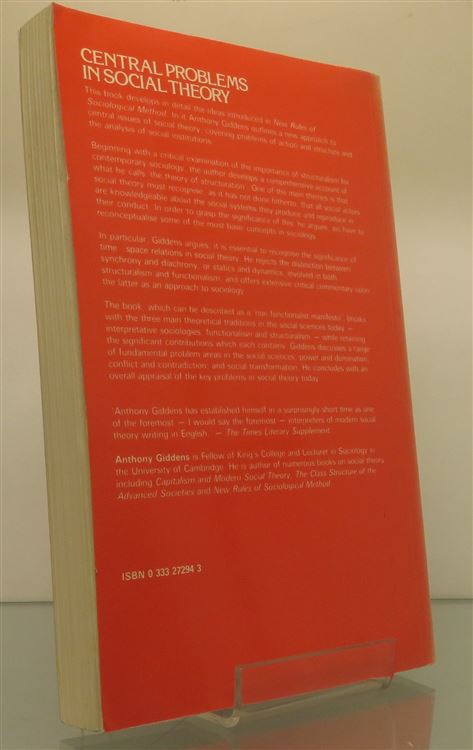 CENTRAL PROBLEMS
IN SOCIAL THEORY
This book develops in detail the ideas introduced in New Rules of
Sociological Method. In it Anthony Giddens outlines a new approach to
central issues of social theory, covering problems of action and structure and
the analysis of social institutions.
Beginning with a critical examination of the importance of structuralism for
contemporary sociology, the author develops a comprehensive account of
what he calls 'the theory of structuration'. One of the main themes is that
social theory must recognise, as it has not done hitherto, that all social actors
are knowledgeable about the social systems they produce and reproduce in
their conduct. In order to grasp the significance of this, he argues, we have to
reconceptualise some of the most basic concepts in sociology.
In particular, Giddens argues, it is essential to recognise the significance of
time - space relations in social theory. He rejects the distinction between
synchrony and diachrony, or statics and dynamics, involved in both
structuralism and functionalism, and offers extensive critical commentary upon
the latter as an approach to sociology.
The book, which can be described as a 'non functionalist manifesto', breaks
with the three main theoretical traditions in the social sciences today –
interpretative sociologies, functionalism and structuralism – while retaining
the significant contributions which each contains. Giddens discusses a range
of fundamental problem areas in the social sciences: power and domination,
conflict and contradiction, and social transformation. He concludes with an
overall appraisal of the key problems in social theory today.
'Anthony Giddens has established himself in a surprisingly short time as one
of the foremost – I would say the foremost – interpreters of modern social
theory writing in English.' – The Times Literary Supplement
Anthony Giddens is Fellow of King's College and Lecturer in Sociology in
the University of Cambridge. He is author of numerous books on social theory
including Capitalism and Modern Social Theory, The Class Structure of the
Advanced Societies and New Rules of Sociological Method.
ISBN 0 333 27294 3